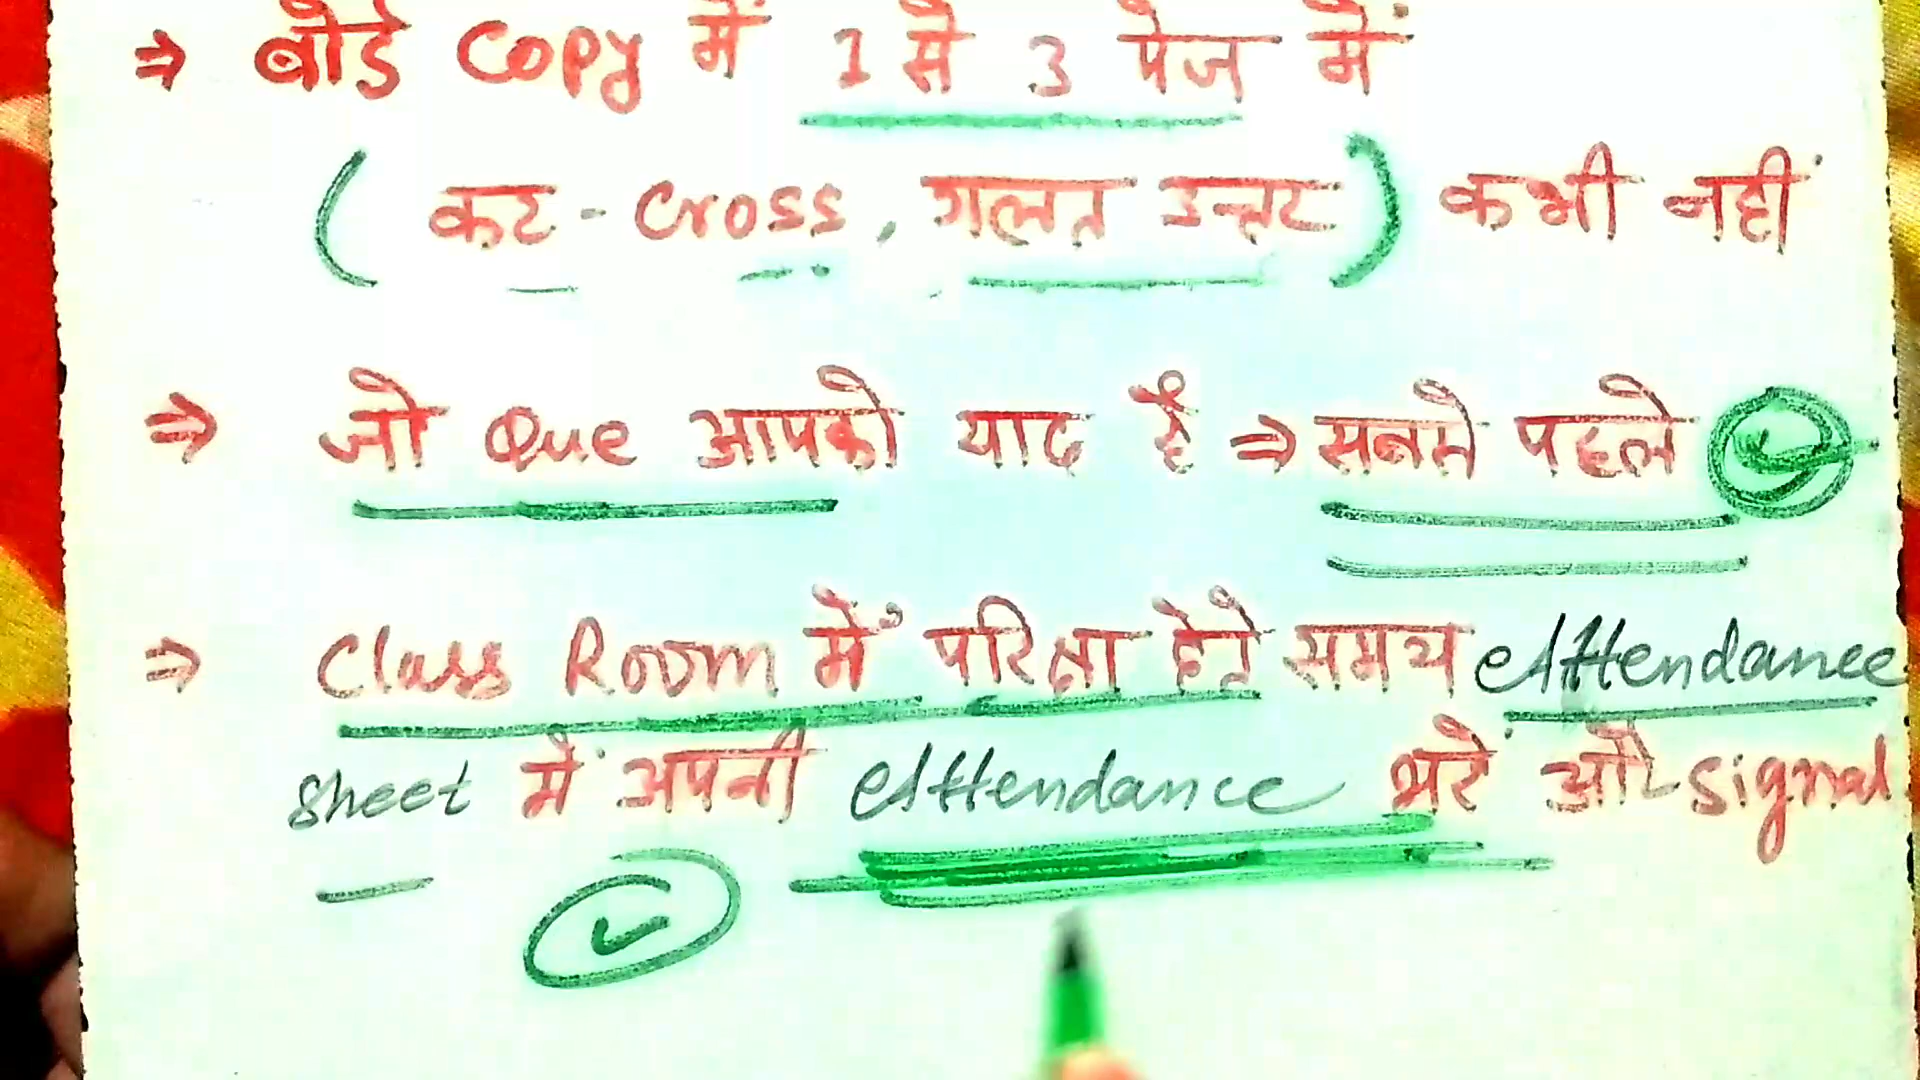 ⇒ बोर्ड Copy में 1 से 3 पेज में
( कट - Cross, गलत उत्तर ) कभी नहीं
⇒ जो Que आपको याद है ⇒ सबसे पहले
⇒ Class Room में परिक्षा देते समय Attendance
Sheet में अपनी Attendance भरें और Signal